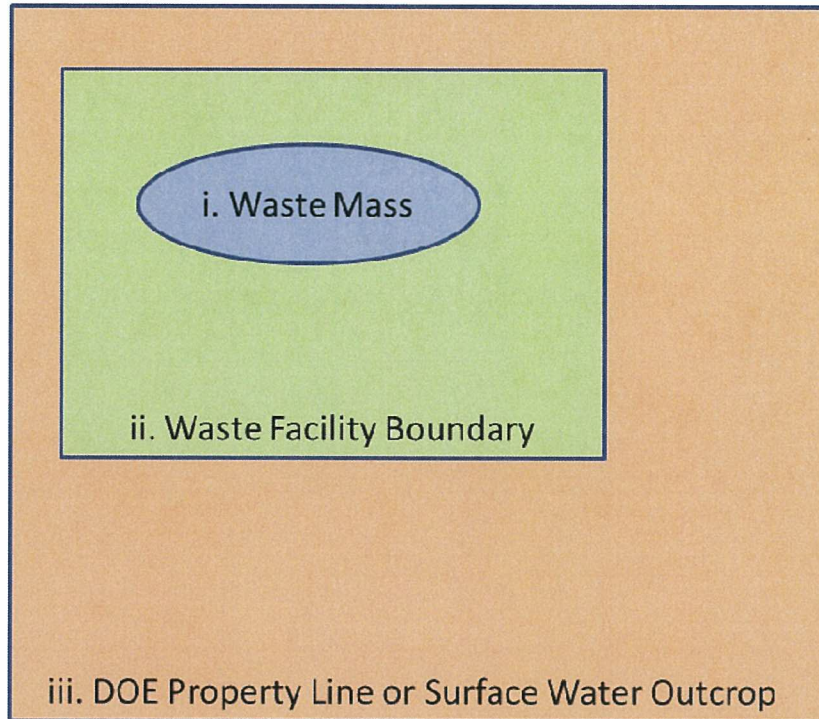 i. Waste Mass
ii. Waste Facility Boundary
iii. DOE Property Line or Surface Water Outcrop